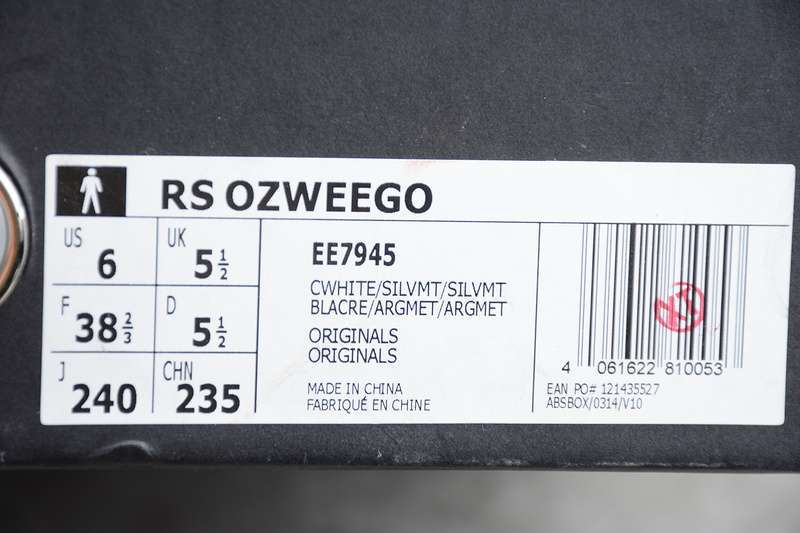 RS OZWEEGO
US 6
UK 5 1/2
F 38 2/3
D 5 1/2
J 240
CHN 235
EE7945
CWHITE/SILVMT/SILVMT
BLACRE/ARGMET/ARGMET
ORIGINALS
ORIGINALS
MADE IN CHINA
FABRIQUÉ EN CHINE
XT
4 061622 810053
EAN PO# 121435527
ABSBOX/0314/V10